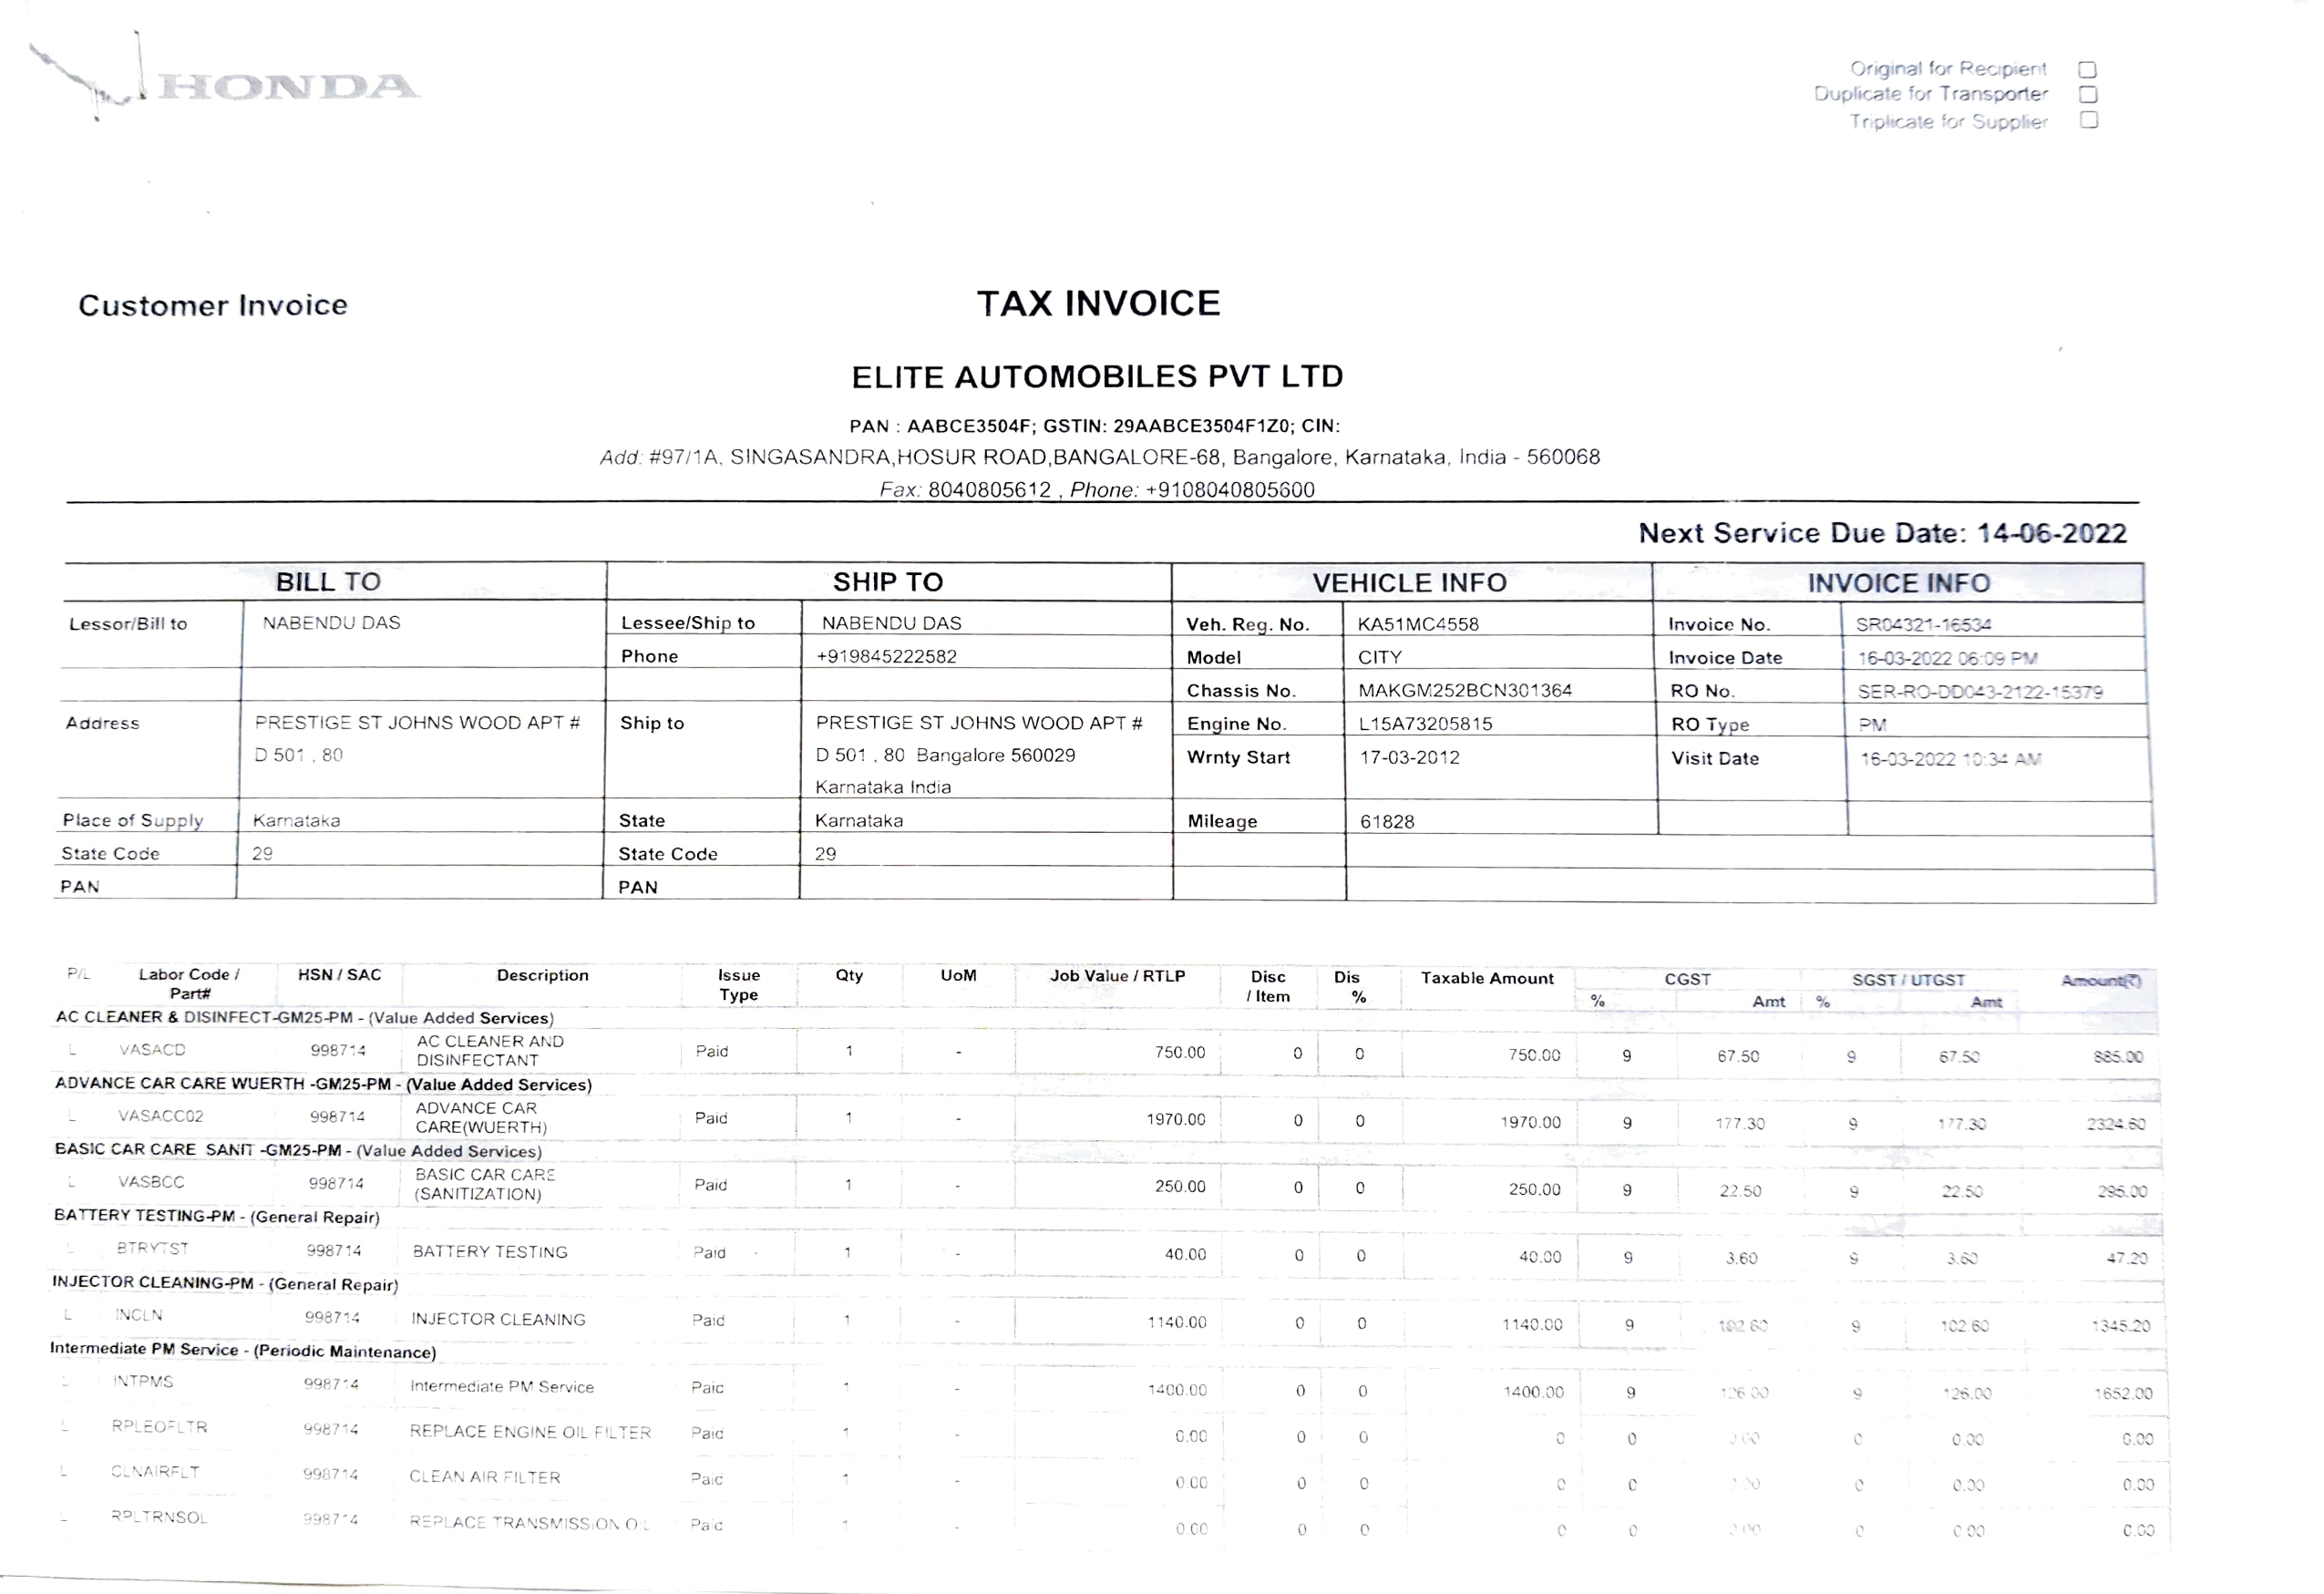 HONDA
Original for Recipient
Duplicate for Transporter
Triplicate for Supplier
Customer Invoice
TAX INVOICE
ELITE AUTOMOBILES PVT LTD
PAN : AABCE3504F; GSTIN: 29AABCE3504F1Z0; CIN:
Add: #97/1A, SINGASANDRA,HOSUR ROAD,BANGALORE-68, Bangalore, Karnataka, India - 560068
Fax: 8040805612 , Phone: +9108040805600
Next Service Due Date: 14-06-2022
BILL TO SHIP TO VEHICLE INFO INVOICE INFO
Lessor/Bill to NABENDU DAS Lessee/Ship to NABENDU DAS Veh. Reg. No. KA51MC4558 Invoice No. SR04321-16534
Phone +919845222582 Model CITY Invoice Date 16-03-2022 06:09 PM
Chassis No. MAKGM252BCN301364 RO No. SER-RO-DD043-2122-15379
Address PRESTIGE ST JOHNS WOOD APT # Ship to PRESTIGE ST JOHNS WOOD APT # Engine No. L15A73205815 RO Type PM
D 501 , 80 D 501 , 80 Bangalore 560029 Wrnty Start 17-03-2012 Visit Date 16-03-2022 10:34 AM
Karnataka India
Place of Supply Karnataka State Karnataka Mileage 61828
State Code 29 State Code 29
PAN PAN
P/L Labor Code / HSN / SAC Description Issue Qty UoM Job Value / RTLP Disc Dis Taxable Amount CGST SGST / UTGST Amount(₹)
Part# Type / Item % % Amt % Amt
AC CLEANER & DISINFECT-GM25-PM - (Value Added Services)
L VASACD 998714 AC CLEANER AND Paid 1 - 750.00 0 0 750.00 9 67.50 9 67.50 885.00
DISINFECTANT
ADVANCE CAR CARE WUERTH -GM25-PM - (Value Added Services)
L VASACC02 998714 ADVANCE CAR Paid 1 - 1970.00 0 0 1970.00 9 177.30 9 177.30 2324.60
CARE(WUERTH)
BASIC CAR CARE SANIT -GM25-PM - (Value Added Services)
L VASBCC 998714 BASIC CAR CARE Paid 1 - 250.00 0 0 250.00 9 22.50 9 22.50 295.00
(SANITIZATION)
BATTERY TESTING-PM - (General Repair)
L BTRYTST 998714 BATTERY TESTING Paid 1 - 40.00 0 0 40.00 9 3.60 9 3.60 47.20
INJECTOR CLEANING-PM - (General Repair)
L INCLN 998714 INJECTOR CLEANING Paid 1 - 1140.00 0 0 1140.00 9 102.60 9 102.60 1345.20
Intermediate PM Service - (Periodic Maintenance)
L INTPMS 998714 Intermediate PM Service Paid 1 - 1400.00 0 0 1400.00 9 126.00 9 126.00 1652.00
L RPLEOFLTR 998714 REPLACE ENGINE OIL FILTER Paid 1 - 0.00 0 0 0 0 0.00 0 0.00 0.00
L CLNAIRFLT 998714 CLEAN AIR FILTER Paid 1 - 0.00 0 0 0 0 0 0.00 0.00
L RPLTRNSOL 998714 REPLACE TRANSMISSION OIL Paid 1 - 0.00 0 0 0 0 0.00 0 0.00 0.00